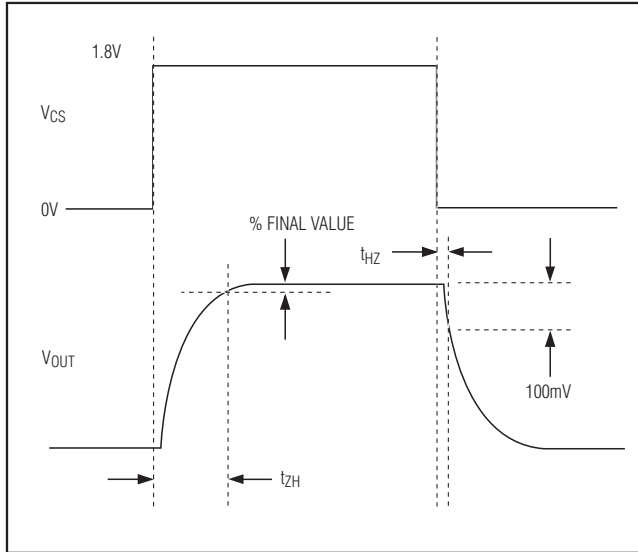 1.8V
VCS
0V
% FINAL VALUE
tHZ
VOUT
100mV
tZH